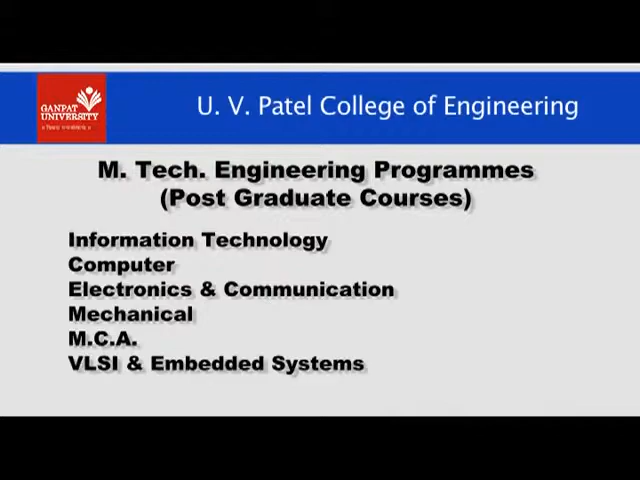 GANPAT
UNIVERSITY
U. V. Patel College of Engineering
M. Tech. Engineering Programmes
(Post Graduate Courses)
Information Technology
Computer
Electronics & Communication
Mechanical
M.C.A.
VLSI & Embedded Systems